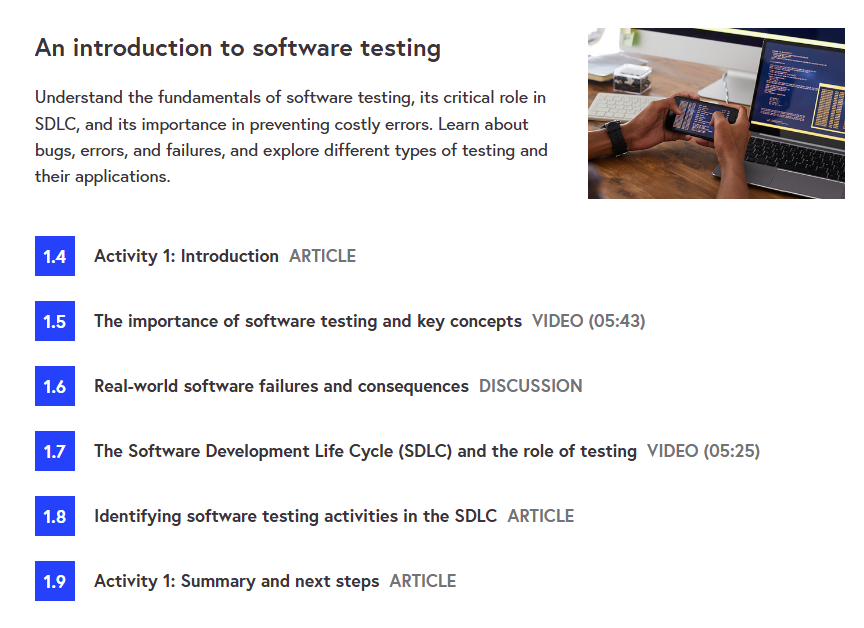 An introduction to software testing
Understand the fundamentals of software testing, its critical role in
SDLC, and its importance in preventing costly errors. Learn about
bugs, errors, and failures, and explore different types of testing and
their applications.
1.4 Activity 1: Introduction ARTICLE
1.5 The importance of software testing and key concepts VIDEO (05:43)
1.6 Real-world software failures and consequences DISCUSSION
1.7 The Software Development Life Cycle (SDLC) and the role of testing VIDEO (05:25)
1.8 Identifying software testing activities in the SDLC ARTICLE
1.9 Activity 1: Summary and next steps ARTICLE